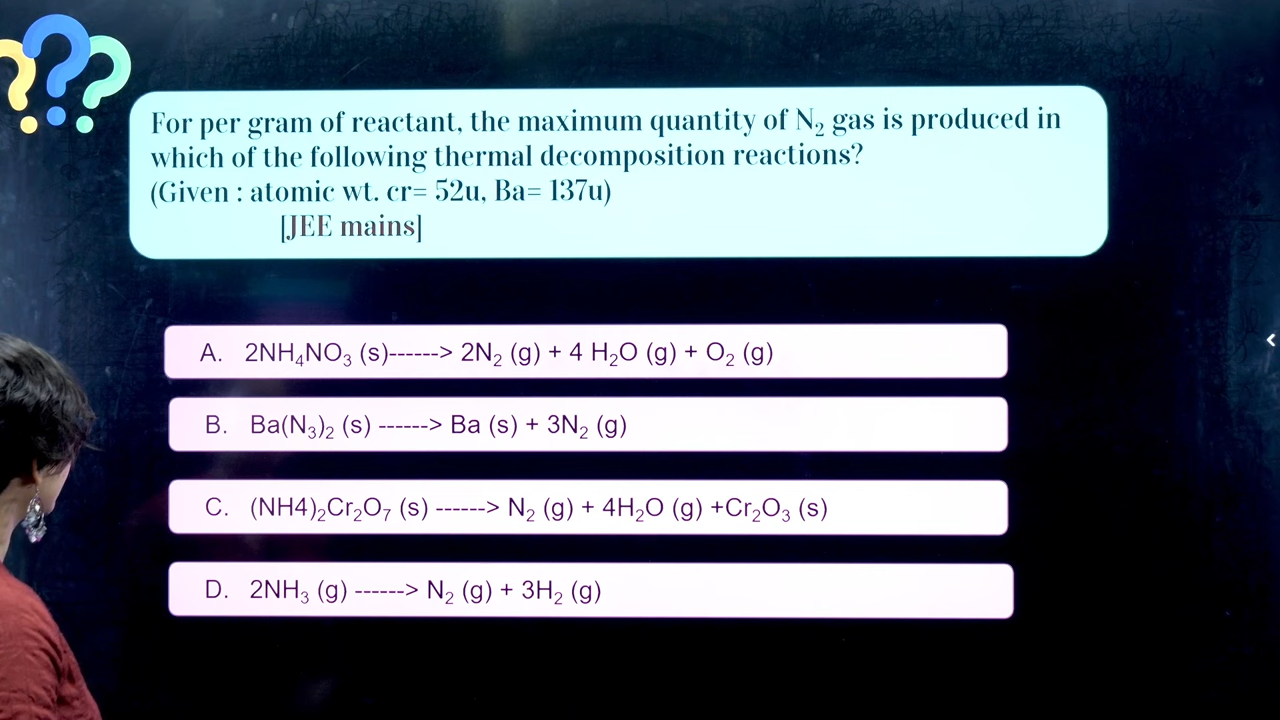 For per gram of reactant, the maximum quantity of N₂ gas is produced in
which of the following thermal decomposition reactions?
(Given : atomic wt. cr= 52u, Ba= 137u)
[JEE mains]
A. 2NH₄NO₃ (s)------> 2N₂ (g) + 4 H₂O (g) + O₂ (g)
B. Ba(N₃)₂ (s) ------> Ba (s) + 3N₂ (g)
C. (NH4)₂Cr₂O₇ (s) ------> N₂ (g) + 4H₂O (g) +Cr₂O₃ (s)
D. 2NH₃ (g) ------> N₂ (g) + 3H₂ (g)